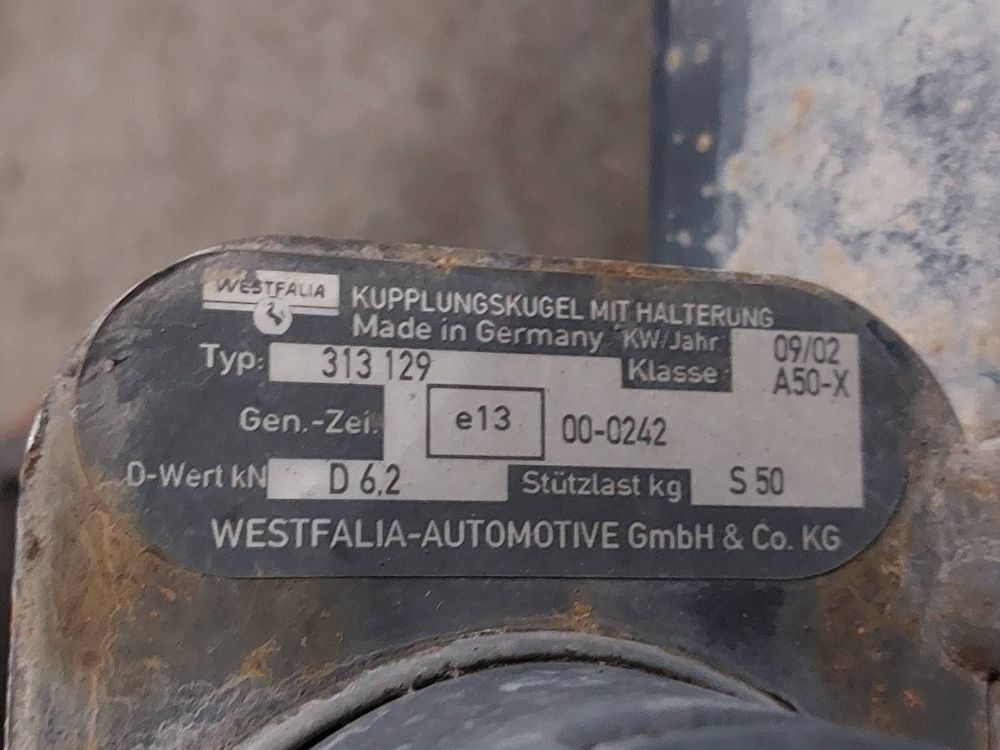 WESTFALIA
KUPPLUNGSKUGEL MIT HALTERUNG
Made in Germany KW/Jahr 09/02
Typ: 313 129 Klasse A50-X
Gen.-Zei. e13 00-0242
D-Wert kN D 6,2 Stützlast kg S 50
WESTFALIA-AUTOMOTIVE GmbH & Co. KG